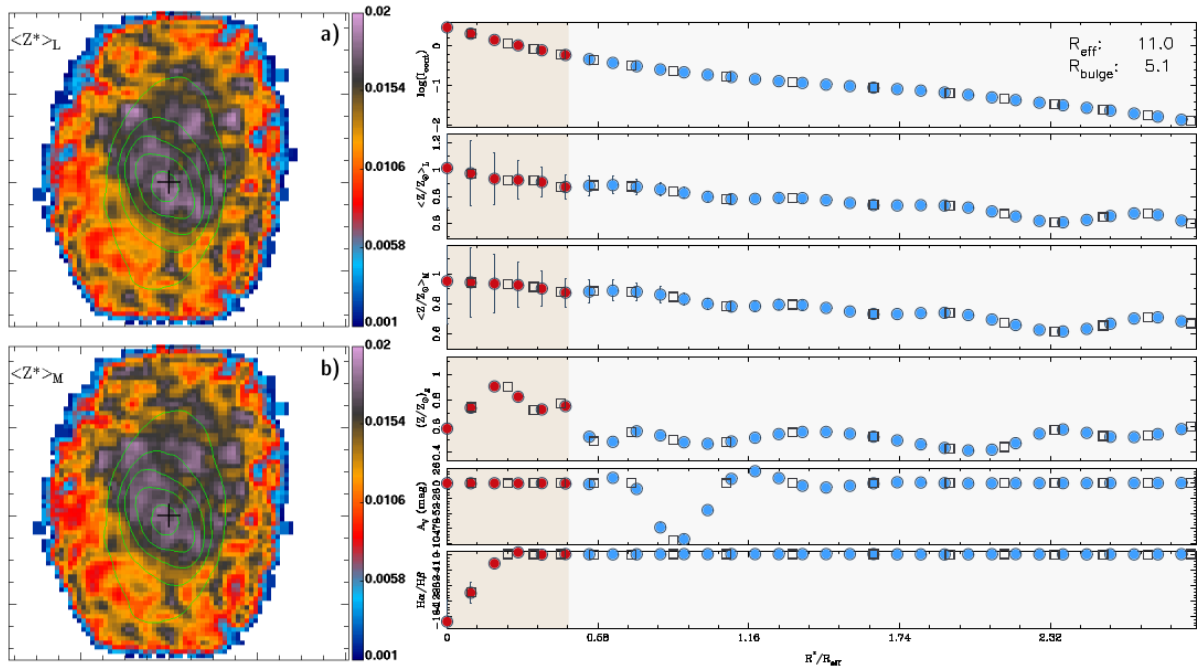 <Z*>L
a)
0.02
0.0154
0.0106
0.0058
0.001
<Z*>M
b)
0.02
0.0154
0.0106
0.0058
0.001
Reff: 11.0
Rbulge: 5.1
0
-1
-2
<Z/Z⊙>L
1.2
1
0.8
0.6
<Z/Z⊙>M
1
0.8
0.6
(Z/Z⊙)g
1
0.8
0.6
0.4
AV (mag)
Hα/Hβ
0 0.58 1.16 1.74 2.32
R*/Reff